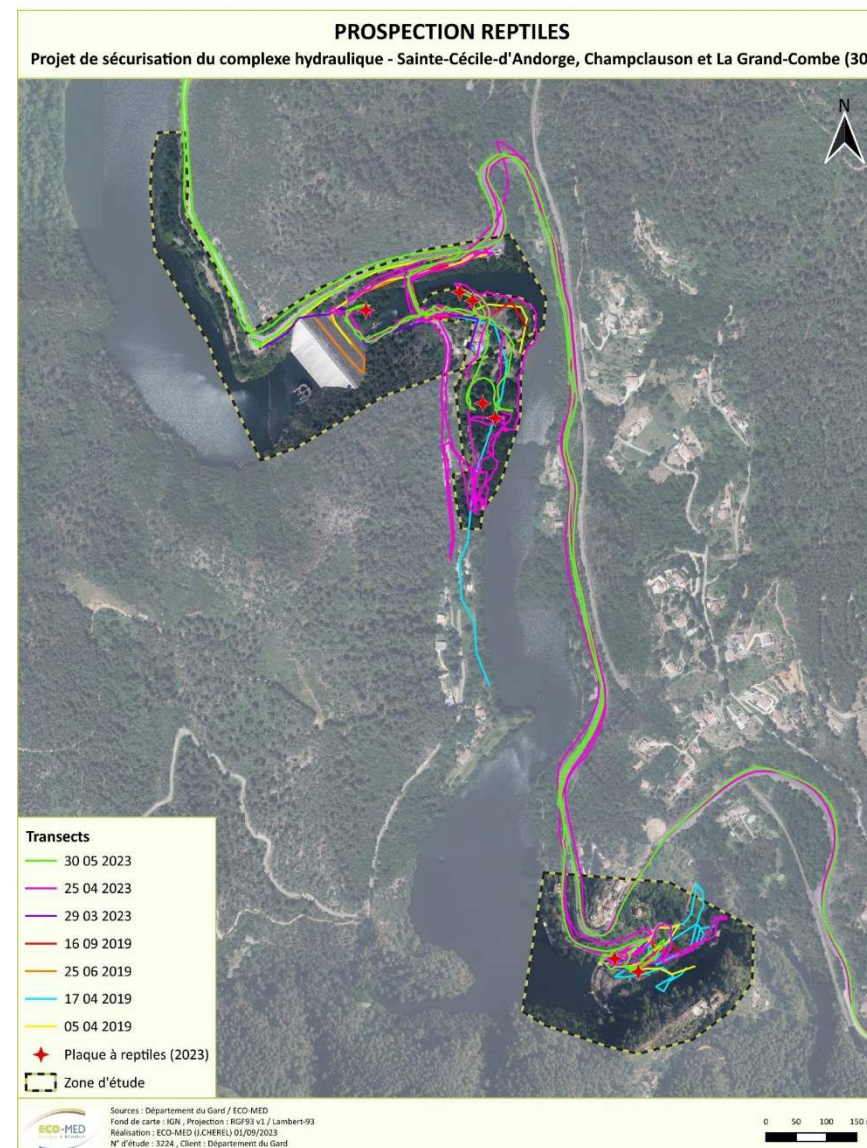 PROSPECTION REPTILES
Projet de sécurisation du complexe hydraulique - Sainte-Cécile-d'Andorge, Champclauson et La Grand-Combe (30
N
Transects
30 05 2023
25 04 2023
29 03 2023
16 09 2019
25 06 2019
17 04 2019
05 04 2019
Plaque à reptiles (2023)
Zone d'étude
ECO-MED
Sources : Département du Gard / ECO-MED
Fond de carte : IGN , Projection : RGF93 v1 / Lambert-93
Réalisation : ECO-MED (J.CHEREL) 01/09/2023
N° d'étude : 3224 , Client : Département du Gard
0 50 100 150